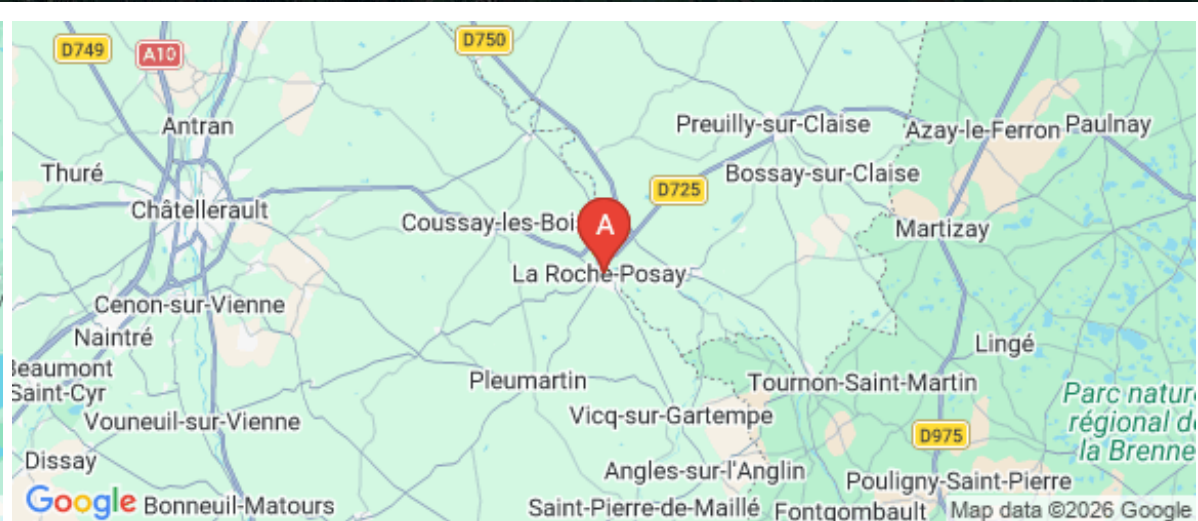 D749
A10
D750
Antran
Preuilly-sur-Claise
Azay-le-Ferron
Paulnay
Thuré
Bossay-sur-Claise
D725
Châtellerault
Coussay-les-Boi
A
Martizay
La Roche-Posay
Cenon-sur-Vienne
Naintré
Lingé
Beaumont
Saint-Cyr
Pleumartin
Tournon-Saint-Martin
Parc nature
régional de
la Brenne
Vouneuil-sur-Vienne
Vicq-sur-Gartempe
D975
Dissay
Angles-sur-l'Anglin
Pouligny-Saint-Pierre
Google
Bonneuil-Matours
Saint-Pierre-de-Maillé
Fontgombault
Map data ©2026 Google